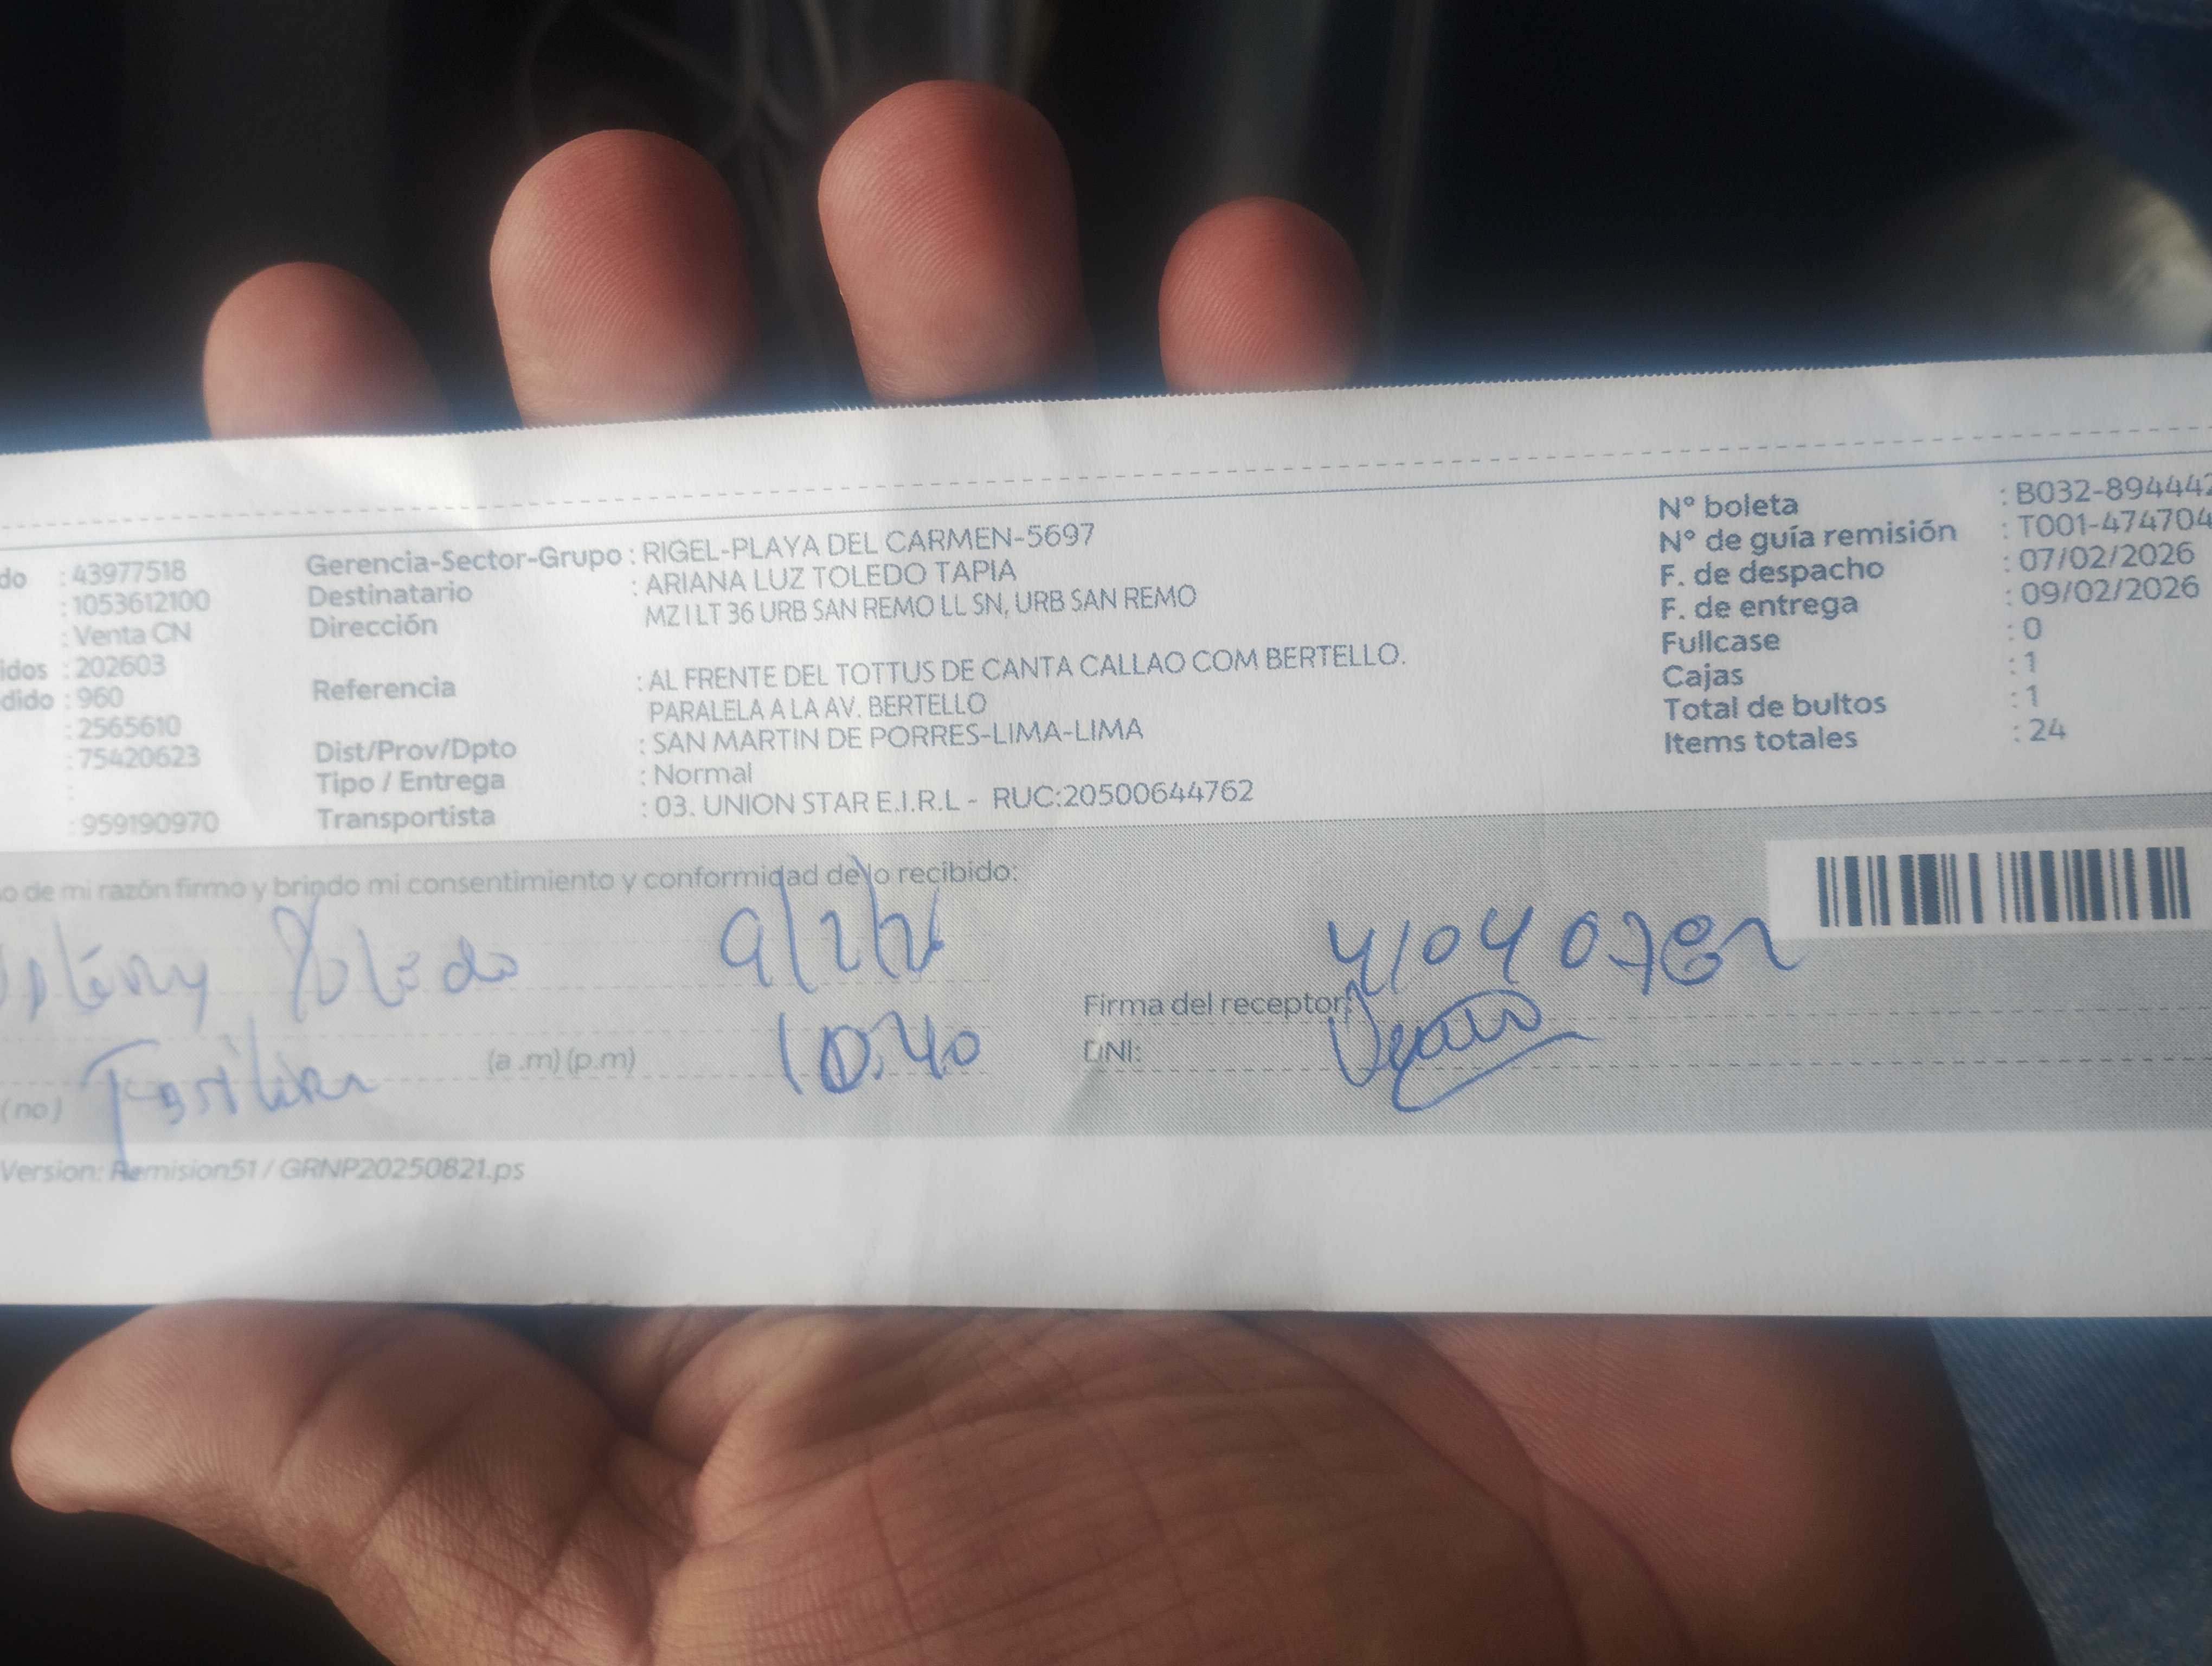 do : 43977518
: 1053612100
: Venta CN
idos : 202603
dido : 960
: 2565610
: 75420623
:
: 959190970
Gerencia-Sector-Grupo : RIGEL-PLAYA DEL CARMEN-5697
Destinatario : ARIANA LUZ TOLEDO TAPIA
Dirección MZ I LT 36 URB SAN REMO LL SN, URB SAN REMO
Referencia : AL FRENTE DEL TOTTUS DE CANTA CALLAO COM BERTELLO.
PARALELA A LA AV. BERTELLO
Dist/Prov/Dpto : SAN MARTIN DE PORRES-LIMA-LIMA
Tipo / Entrega : Normal
Transportista : 03. UNION STAR E.I.R.L - RUC:20500644762
Nº boleta : B032-894442
Nº de guía remisión : T001-474704
F. de despacho : 07/02/2026
F. de entrega : 09/02/2026
Fullcase : 0
Cajas : 1
Total de bultos : 1
Items totales : 24
o de mi razón firmo y brindo mi consentimiento y conformidad de lo recibido:
Toledo 9/2/26
Firma del receptor:
(a .m) (p.m) 10:40 DNI:
(no)
Version: Remision51 / GRNP20250821.ps